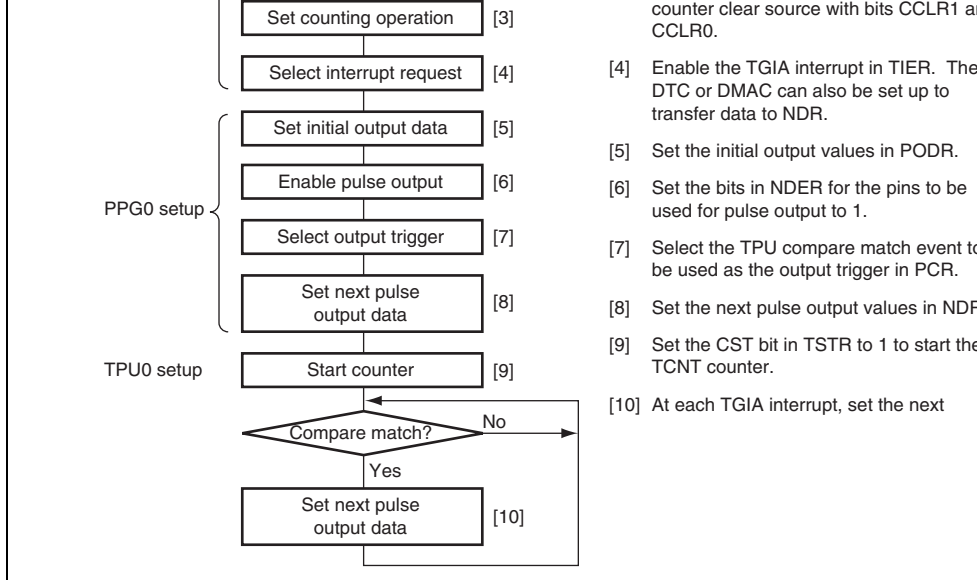 Set counting operation [3]
Select interrupt request [4]
Set initial output data [5]
Enable pulse output [6]
PPG0 setup
Select output trigger [7]
Set next pulse
output data
[8]
TPU0 setup
Start counter [9]
Compare match?
No
Yes
Set next pulse
output data
[10]
counter clear source with bits CCLR1
CCLR0.
[4] Enable the TGIA interrupt in TIER. The
DTC or DMAC can also be set up to
transfer data to NDR.
[5] Set the initial output values in PODR.
[6] Set the bits in NDER for the pins to be
used for pulse output to 1.
[7] Select the TPU compare match event to
be used as the output trigger in PCR.
[8] Set the next pulse output values in
[9] Set the CST bit in TSTR to 1 to start the
TCNT counter.
[10] At each TGIA interrupt, set the next